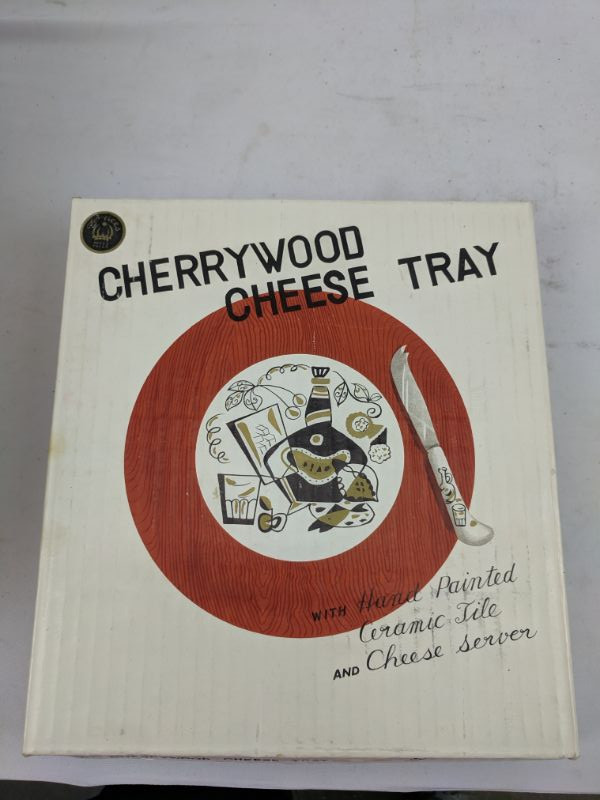 CHERRYWOOD
CHEESE TRAY
WITH Hand Painted
Ceramic Tile
AND Cheese server